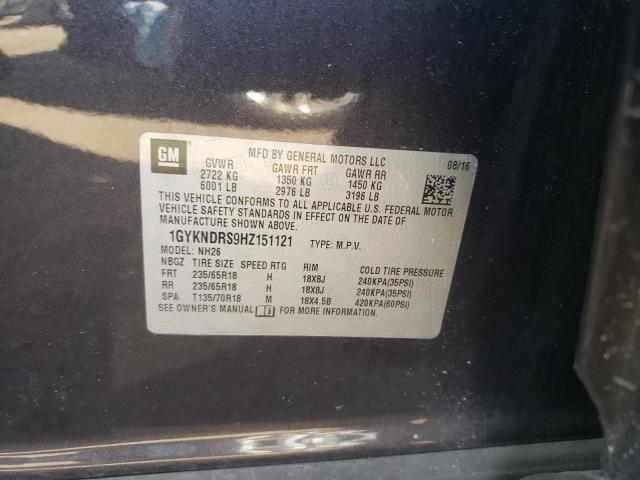 GM
MFD BY GENERAL MOTORS LLC 08/16
GVWR GAWR FRT GAWR RR
2722 KG 1350 KG 1450 KG
6001 LB 2976 LB 3196 LB
THIS VEHICLE CONFORMS TO ALL APPLICABLE U.S. FEDERAL MOTOR
VEHICLE SAFETY STANDARDS IN EFFECT ON THE DATE OF
MANUFACTURE SHOWN ABOVE.
1GYKNDRS9HZ151121 TYPE: M.P.V.
MODEL: NH26
NBGZ TIRE SIZE SPEED RTG RIM COLD TIRE PRESSURE
FRT 235/65R18 H 18X8J 240KPA(35PSI)
RR 235/65R18 H 18X8J 240KPA(35PSI)
SPA T135/70R18 M 18X4.5B 420KPA(60PSI)
SEE OWNER'S MANUAL FOR MORE INFORMATION.